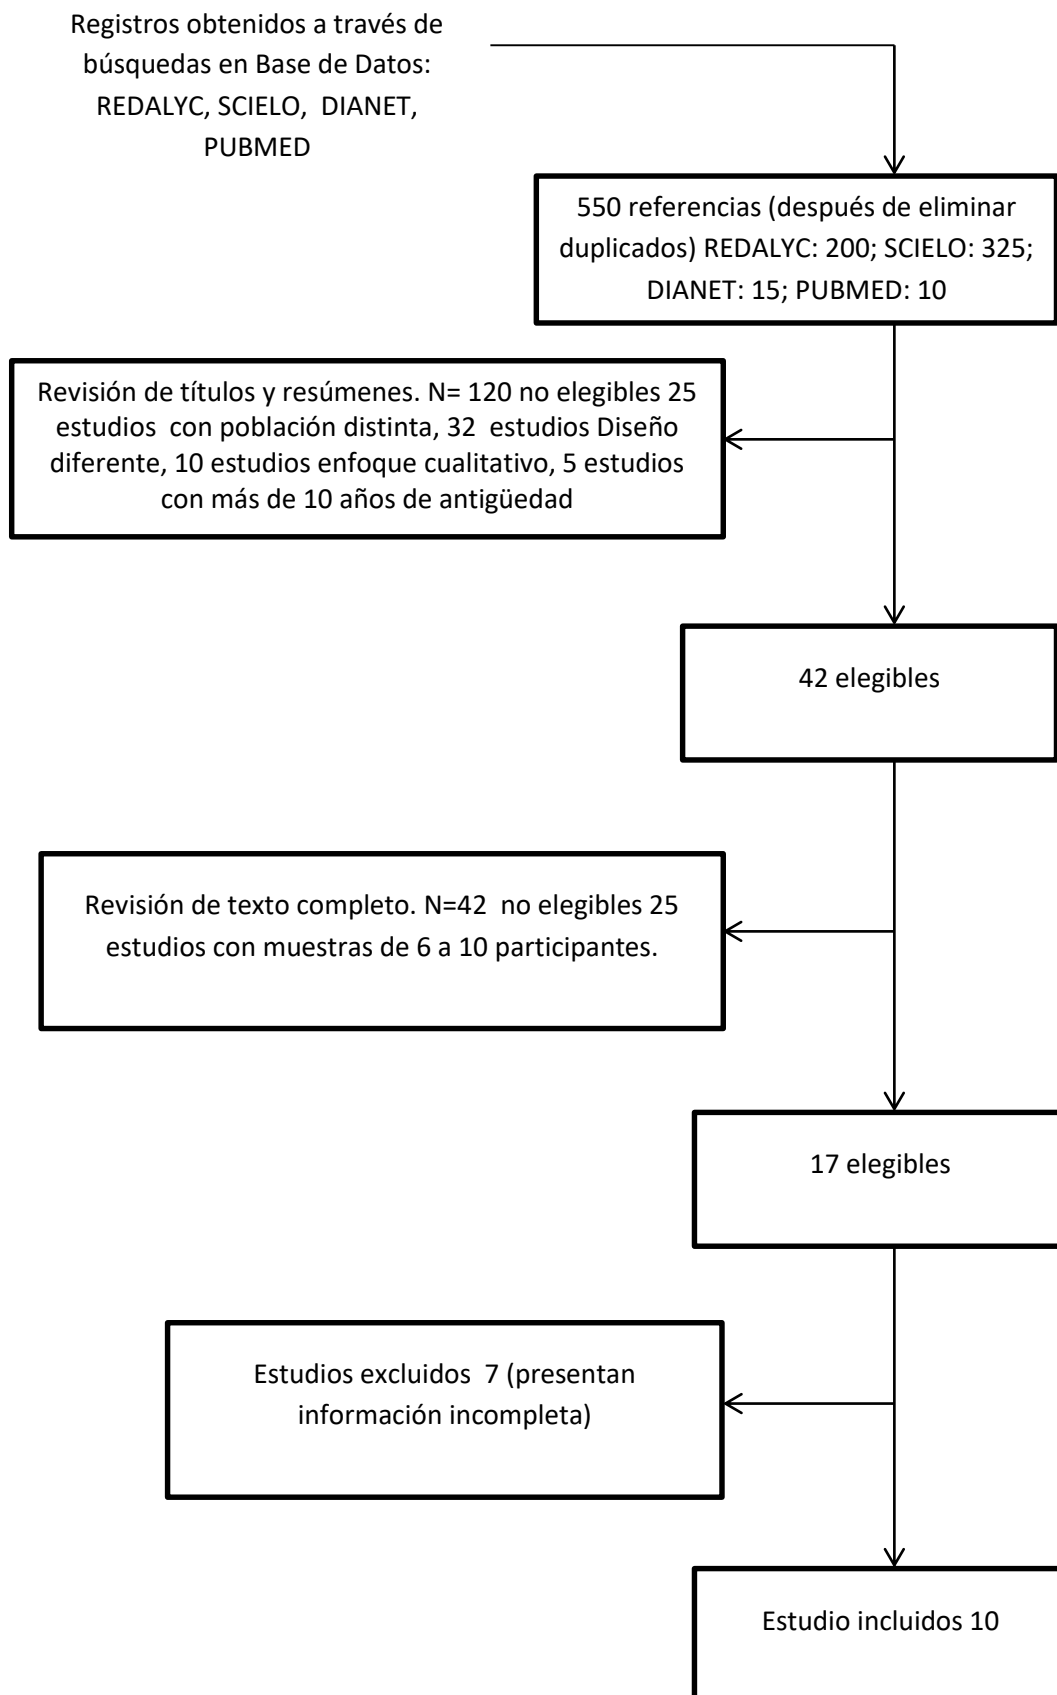 Registros obtenidos a través de
búsquedas en Base de Datos:
REDALYC, SCIELO, DIANET,
PUBMED
550 referencias (después de eliminar
duplicados) REDALYC: 200; SCIELO: 325;
DIANET: 15; PUBMED: 10
Revisión de títulos y resúmenes. N= 120 no elegibles 25
estudios con población distinta, 32 estudios Diseño
diferente, 10 estudios enfoque cualitativo, 5 estudios
con más de 10 años de antigüedad
42 elegibles
Revisión de texto completo. N=42 no elegibles 25
estudios con muestras de 6 a 10 participantes.
17 elegibles
Estudios excluidos 7 (presentan
información incompleta)
Estudio incluidos 10